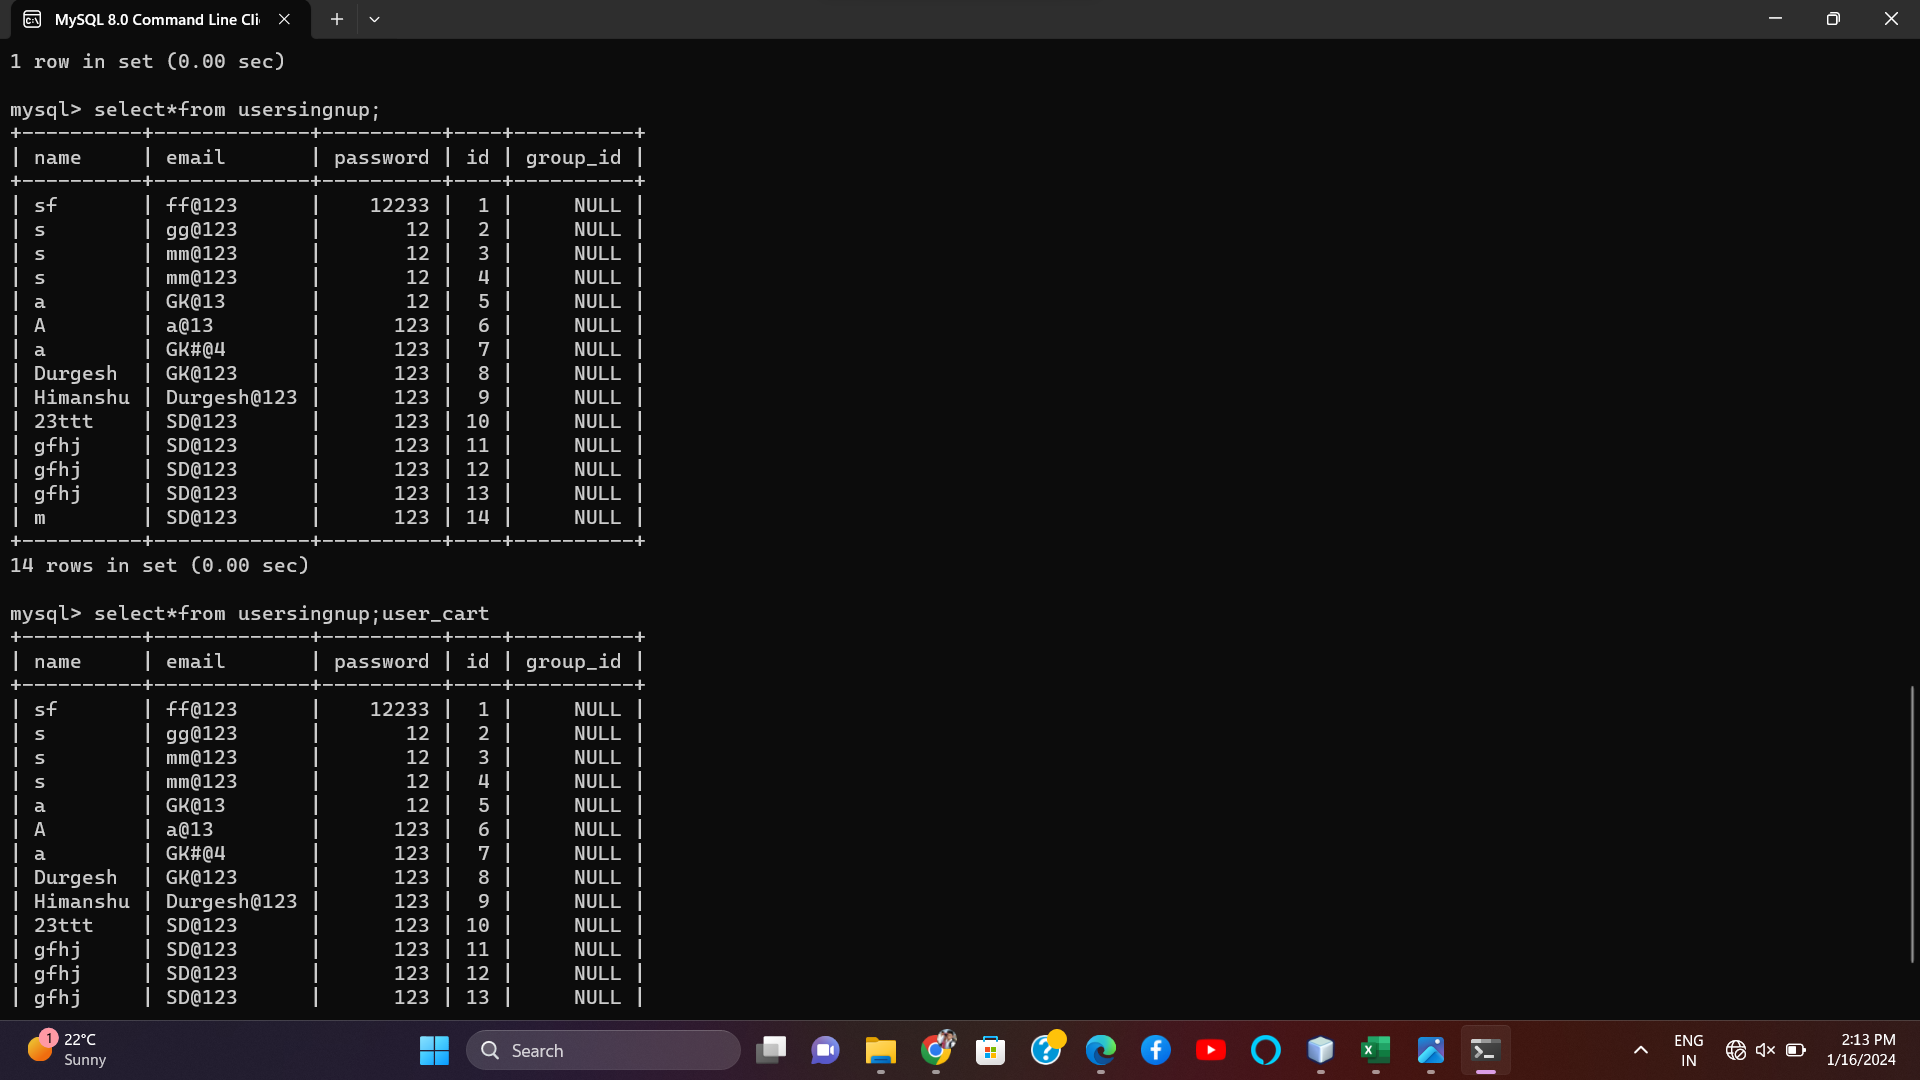 MySQL 8.0 Command Line Cli
1 row in set (0.00 sec)
mysql> select*from usersingnup;
+----------+-------------+----------+----+----------+
| name     | email       | password | id | group_id |
+----------+-------------+----------+----+----------+
| sf       | ff@123      |    12233 |  1 |     NULL |
| s        | gg@123      |       12 |  2 |     NULL |
| s        | mm@123      |       12 |  3 |     NULL |
| s        | mm@123      |       12 |  4 |     NULL |
| a        | GK@13       |       12 |  5 |     NULL |
| A        | a@13        |      123 |  6 |     NULL |
| a        | GK#@4       |      123 |  7 |     NULL |
| Durgesh  | GK@123      |      123 |  8 |     NULL |
| Himanshu | Durgesh@123 |      123 |  9 |     NULL |
| 23ttt    | SD@123      |      123 | 10 |     NULL |
| gfhj     | SD@123      |      123 | 11 |     NULL |
| gfhj     | SD@123      |      123 | 12 |     NULL |
| gfhj     | SD@123      |      123 | 13 |     NULL |
| m        | SD@123      |      123 | 14 |     NULL |
+----------+-------------+----------+----+----------+
14 rows in set (0.00 sec)
mysql> select*from usersingnup;user_cart
+----------+-------------+----------+----+----------+
| name     | email       | password | id | group_id |
+----------+-------------+----------+----+----------+
| sf       | ff@123      |    12233 |  1 |     NULL |
| s        | gg@123      |       12 |  2 |     NULL |
| s        | mm@123      |       12 |  3 |     NULL |
| s        | mm@123      |       12 |  4 |     NULL |
| a        | GK@13       |       12 |  5 |     NULL |
| A        | a@13        |      123 |  6 |     NULL |
| a        | GK#@4       |      123 |  7 |     NULL |
| Durgesh  | GK@123      |      123 |  8 |     NULL |
| Himanshu | Durgesh@123 |      123 |  9 |     NULL |
| 23ttt    | SD@123      |      123 | 10 |     NULL |
| gfhj     | SD@123      |      123 | 11 |     NULL |
| gfhj     | SD@123      |      123 | 12 |     NULL |
| gfhj     | SD@123      |      123 | 13 |     NULL |
1
22°C
Sunny
Search
ENG
IN
2:13 PM
1/16/2024